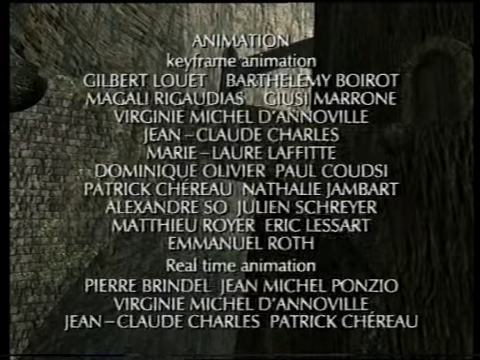 ANIMATION
keyframe animation
GILBERT LOUET BARTHELEMY BOIROT
MAGALI RIGAUDIAS GIUSI MARRONE
VIRGINIE MICHEL D'ANNOVILLE
JEAN-CLAUDE CHARLES
MARIE-LAURE LAFFITTE
DOMINIQUE OLIVIER PAUL COUDSI
PATRICK CHÉREAU NATHALIE JAMBART
ALEXANDRE SO JULIEN SCHREYER
MATTHIEU ROYER ERIC LESSART
EMMANUEL ROTH
Real time animation
PIERRE BRINDEL JEAN MICHEL PONZIO
VIRGINIE MICHEL D'ANNOVILLE
JEAN-CLAUDE CHARLES PATRICK CHÉREAU